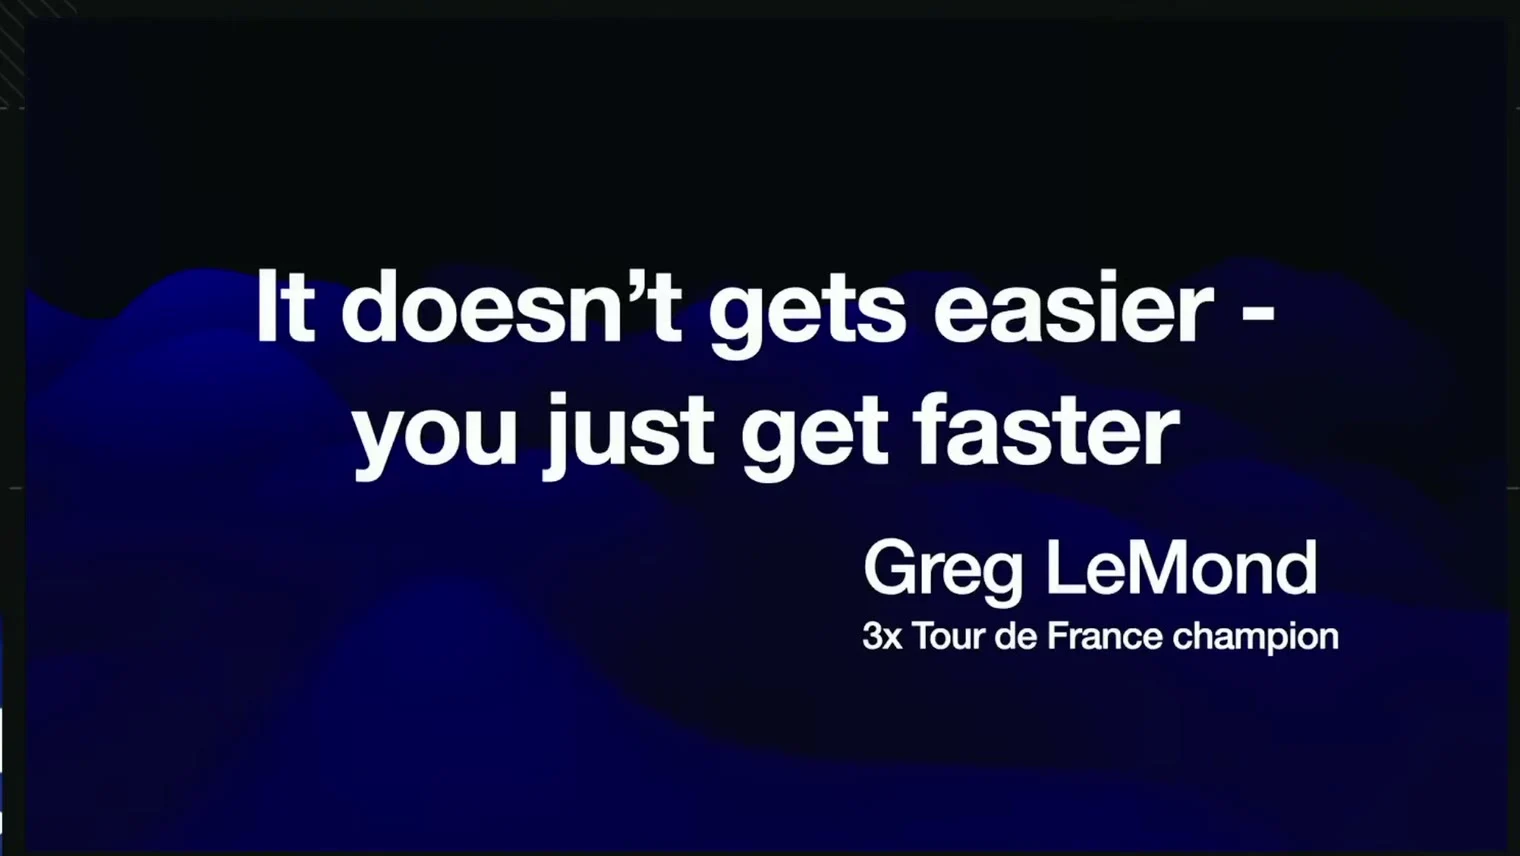 It doesn’t gets easier -
you just get faster
Greg LeMond
3x Tour de France champion